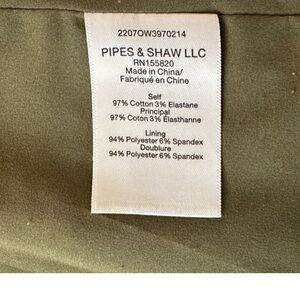 2207OW3970214
PIPES & SHAW LLC
RN155820
Made in China/
Fabriqué en Chine
Self
97% Cotton 3% Elastane
Principal
97% Coton 3% Élasthanne
Lining
94% Polyester 6% Spandex
Doublure
94% Polyester 6% Spandex